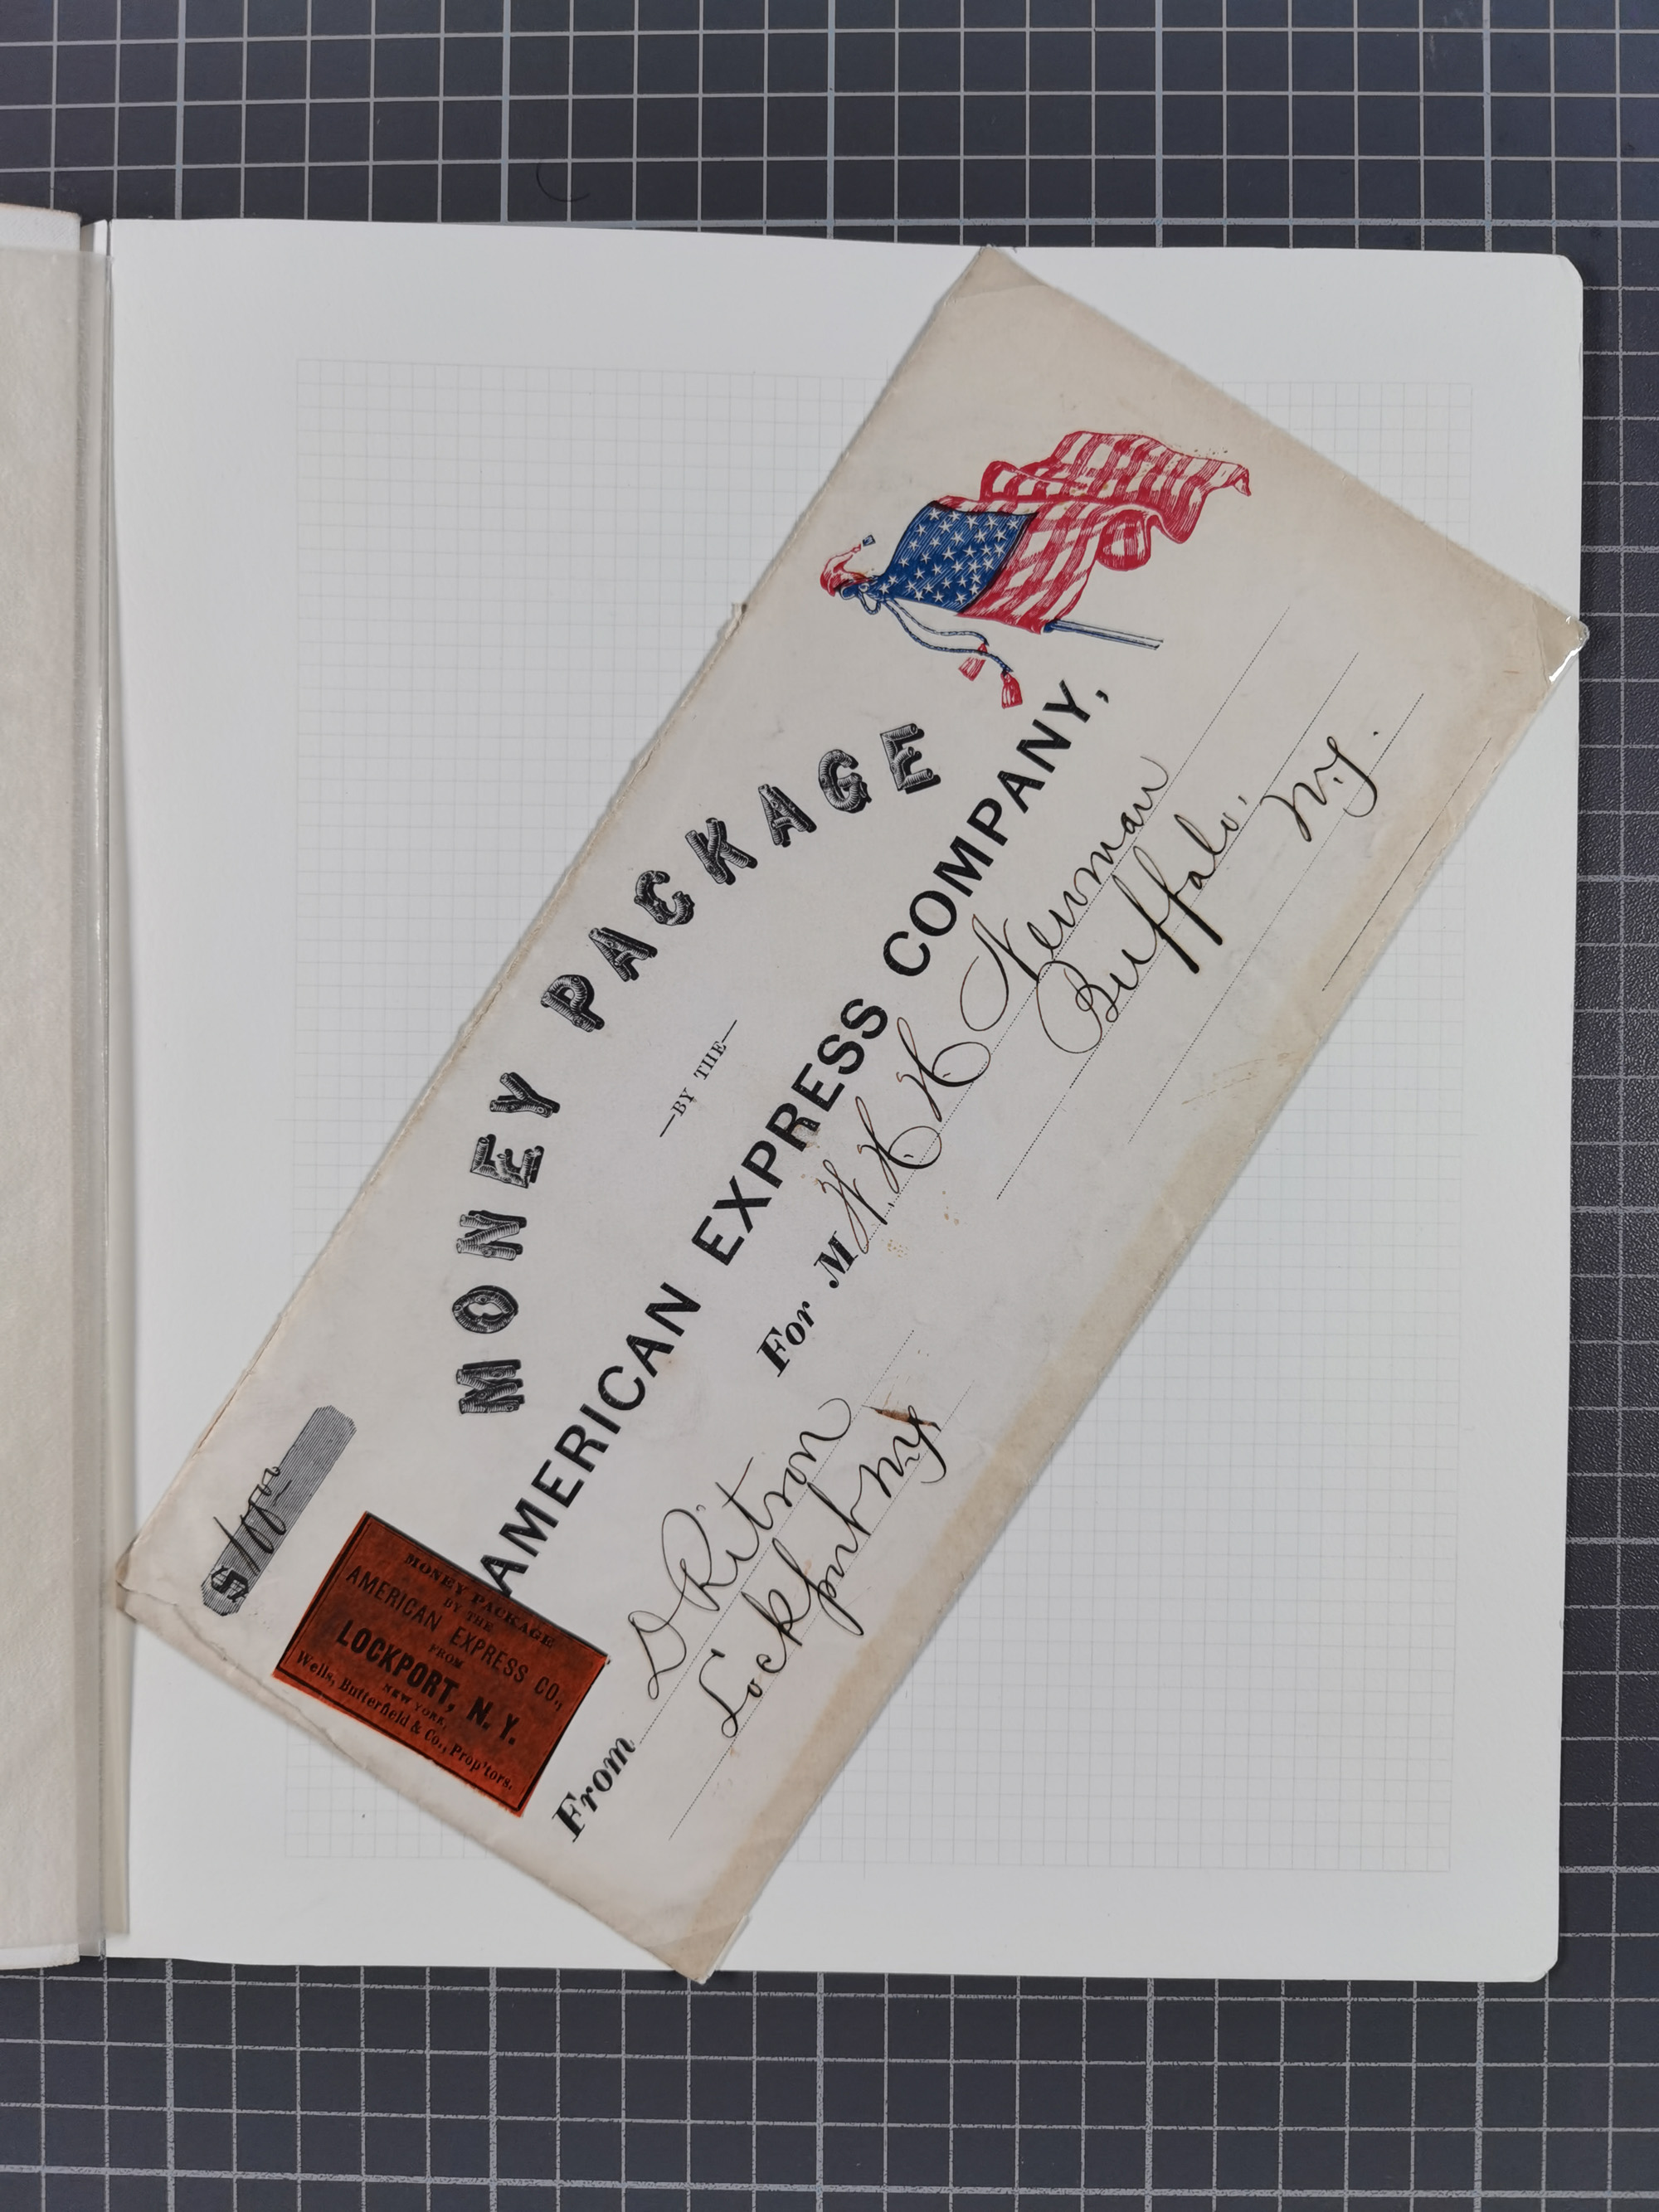 MONEY PACKAGE
—BY THE—
AMERICAN EXPRESS COMPANY,
$
MONEY PACKAGE
BY THE
AMERICAN EXPRESS CO.,
FROM
LOCKPORT, N. Y.
NEW YORK,
Wells, Butterfield & Co., Prop'tors.
For M H. H. Newman
Buffalo,
N.Y.
From D Ritson
Lockport NY